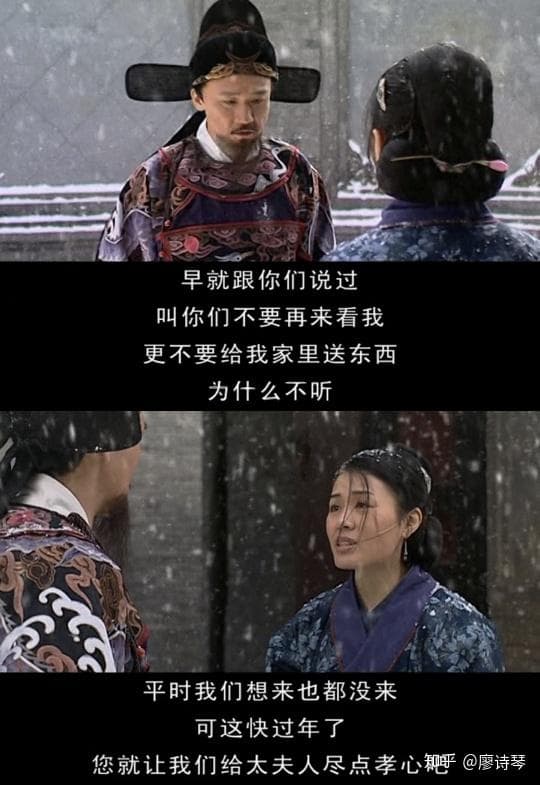 早就跟你们说过
叫你们不要再来看我
更不要给我家里送东西
为什么不听
平时我们想来也都没来
可这快过年了
您就让我们给太夫人尽点孝心吧
知乎 @廖诗琴